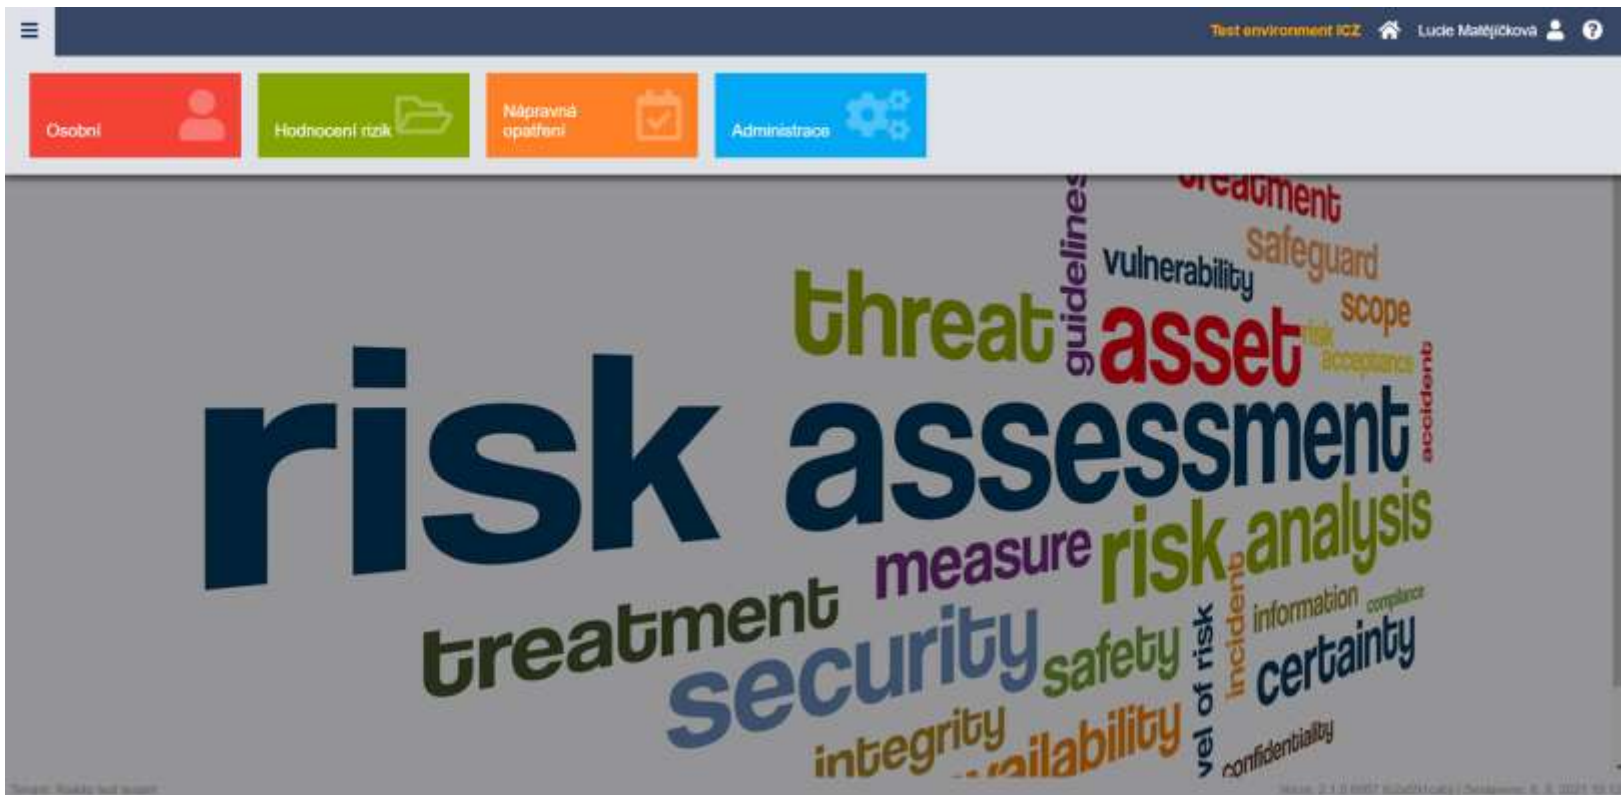 Test environment ICZ
Lucie Matějíčková
Osobní
Hodnocení rizik
Nápravná
opatření
Administrace
treatment
guidelines
vulnerability
safeguard
scope
threat
asset
risk
acceptance
accident
risk assessment
measure
risk analysis
treatment
security
safety
vel of risk
incident
information
compliance
certainty
integrity
vailability
confidentiality